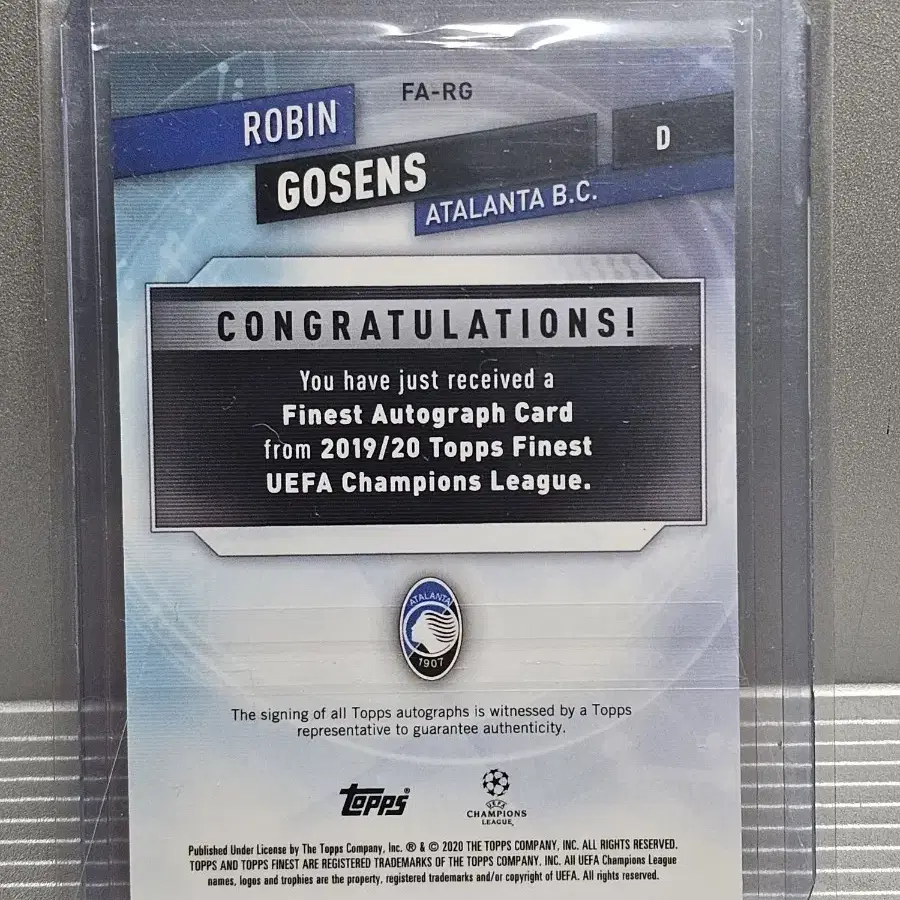 FA-RG
ROBIN
GOSENS
D
ATALANTA B.C.
CONGRATULATIONS!
You have just received a
Finest Autograph Card
from 2019/20 Topps Finest
UEFA Champions League.
ATALANTA
1907
The signing of all Topps autographs is witnessed by a Topps
representative to guarantee authenticity.
topps®
UEFA
CHAMPIONS
LEAGUE
Published Under License by The Topps Company, Inc. ® & © 2020 THE TOPPS COMPANY, INC. ALL RIGHTS RESERVED.
TOPPS AND TOPPS FINEST ARE REGISTERED TRADEMARKS OF THE TOPPS COMPANY, INC. All UEFA Champions League
names, logos and trophies are the property, registered trademarks and/or copyright of UEFA. All rights reserved.